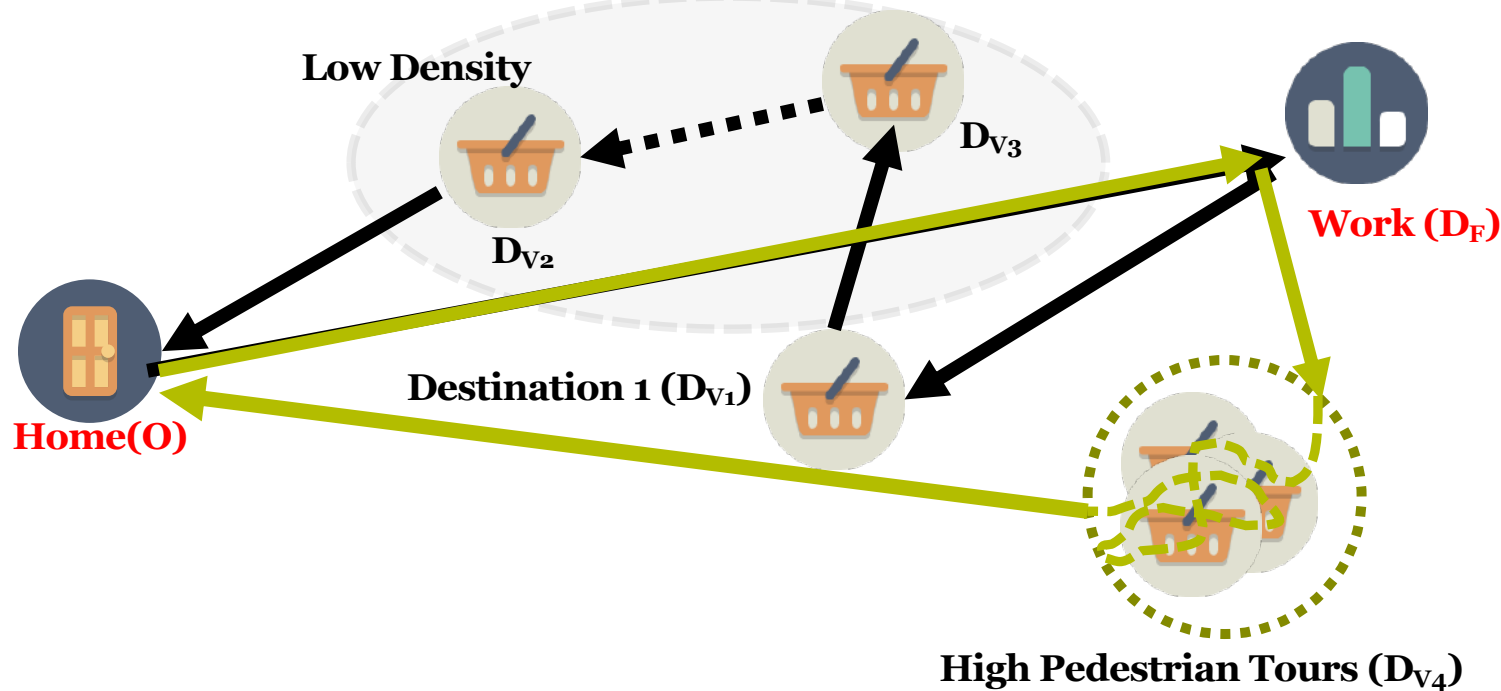 Low Density
D_V3
Work (D_F)
D_V2
Destination 1 (D_V1)
Home(O)
High Pedestrian Tours (D_V4)